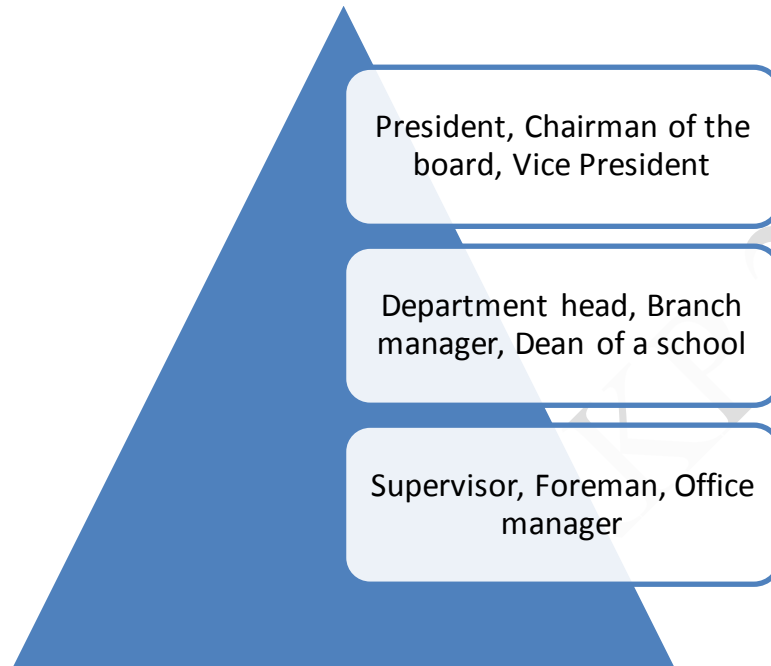 President, Chairman of the
board, Vice President
Department head, Branch
manager, Dean of a school
Supervisor, Foreman, Office
manager